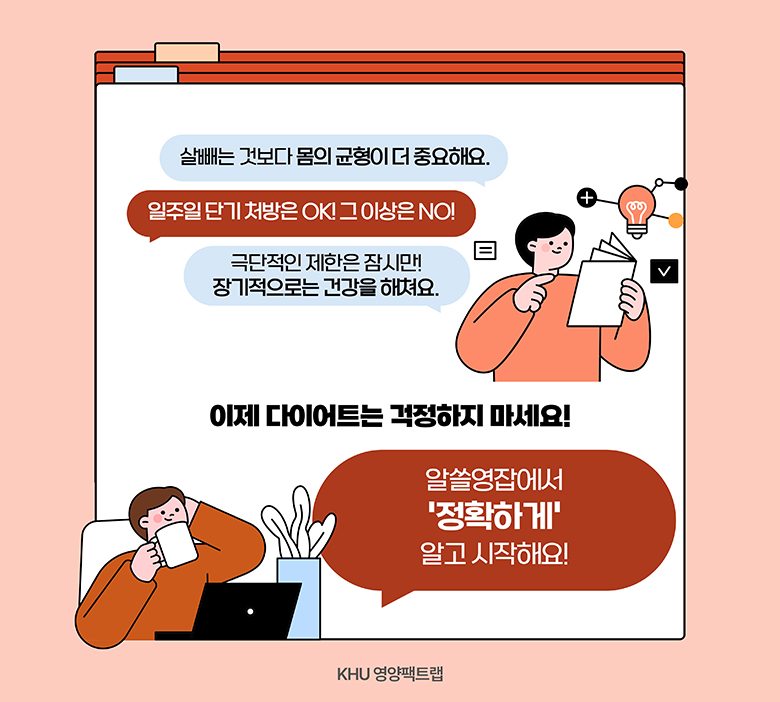 살빼는 것보다 몸의 균형이 더 중요해요.
일주일 단기 처방은 OK! 그 이상은 NO!
극단적인 제한은 잠시만!
장기적으로는 건강을 해쳐요.
이제 다이어트는 걱정하지 마세요!
알쓸영잡에서
'정확하게'
알고 시작해요!
KHU 영양팩트랩